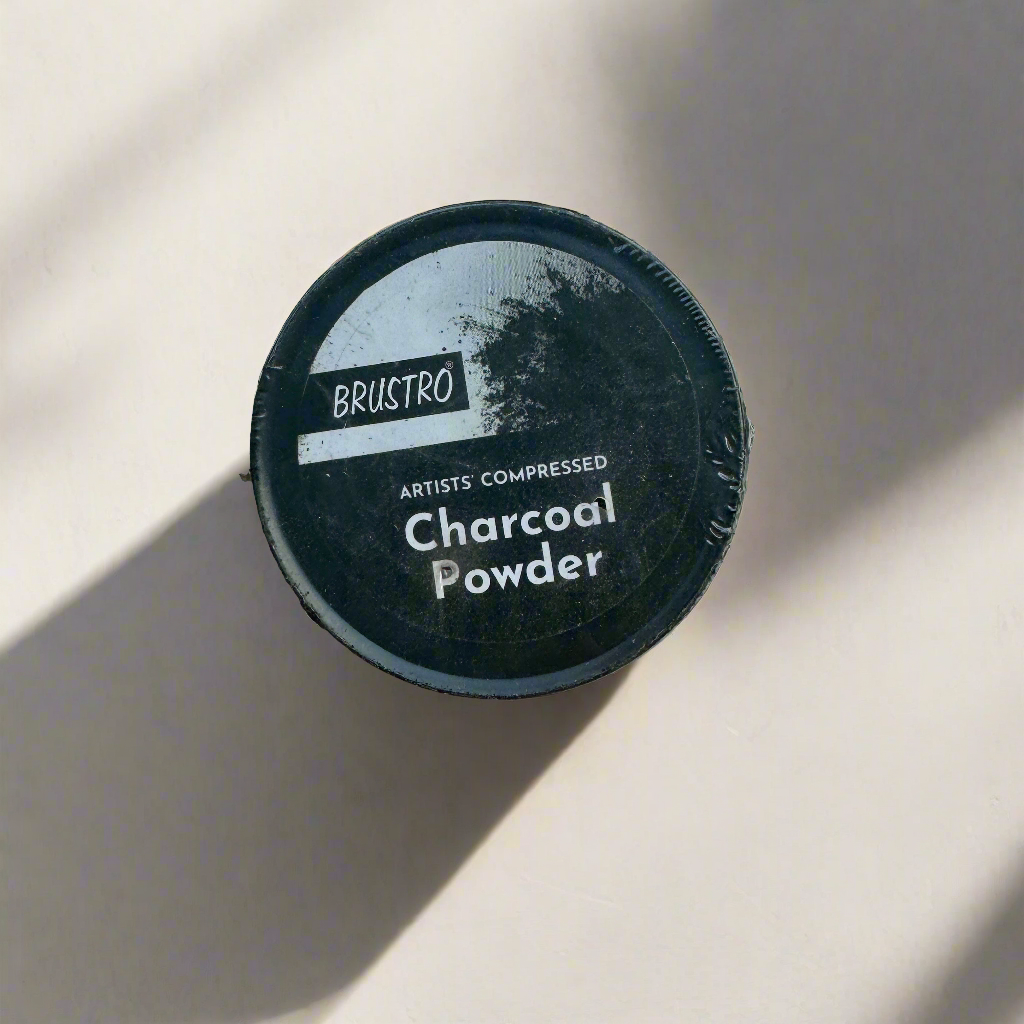 BRUSTRO®
ARTISTS' COMPRESSED
Charcoal
Powder